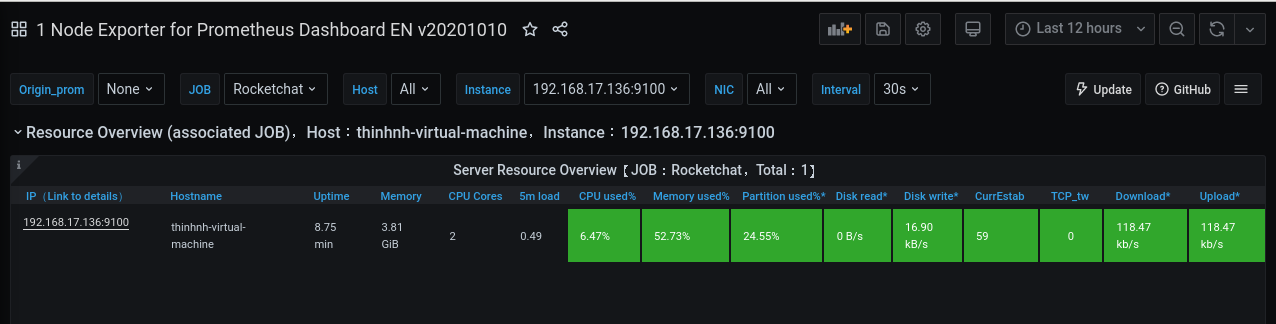 1 Node Exporter for Prometheus Dashboard EN v20201010 Last 12 hours
Origin_prom None JOB Rocketchat Host All Instance 192.168.17.136:9100 NIC All Interval 30s Update GitHub
Resource Overview (associated JOB)，Host：thinhnh-virtual-machine，Instance：192.168.17.136:9100
i
Server Resource Overview【JOB：Rocketchat，Total：1】
IP（Link to details） Hostname Uptime Memory CPU Cores 5m load CPU used% Memory used% Partition used%* Disk read* Disk write* CurrEstab TCP_tw Download* Upload*
192.168.17.136:9100 thinhnh-virtual- 8.75 3.81 2 0.49 6.47% 52.73% 24.55% 0 B/s 16.90 59 0 118.47 118.47
machine min GiB kB/s kb/s kb/s